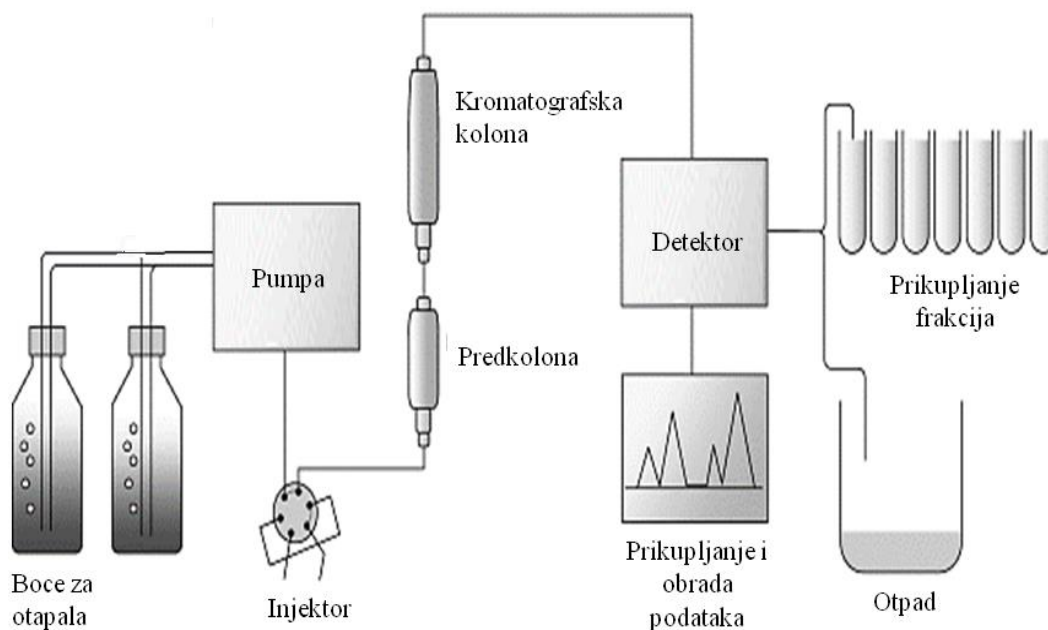 Kromatografska
kolona
Pumpa
Detektor
Prikupljanje
frakcija
Predkolona
Boce za
otapala
Injektor
Prikupljanje i
obrada
podataka
Otpad